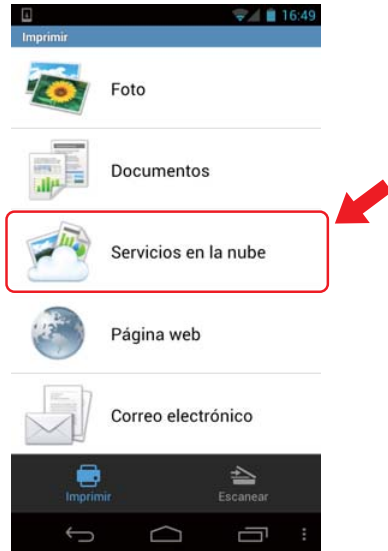 16:49
Imprimir
Foto
Documentos
Servicios en la nube
Página web
Correo electrónico
Imprimir
Escanear